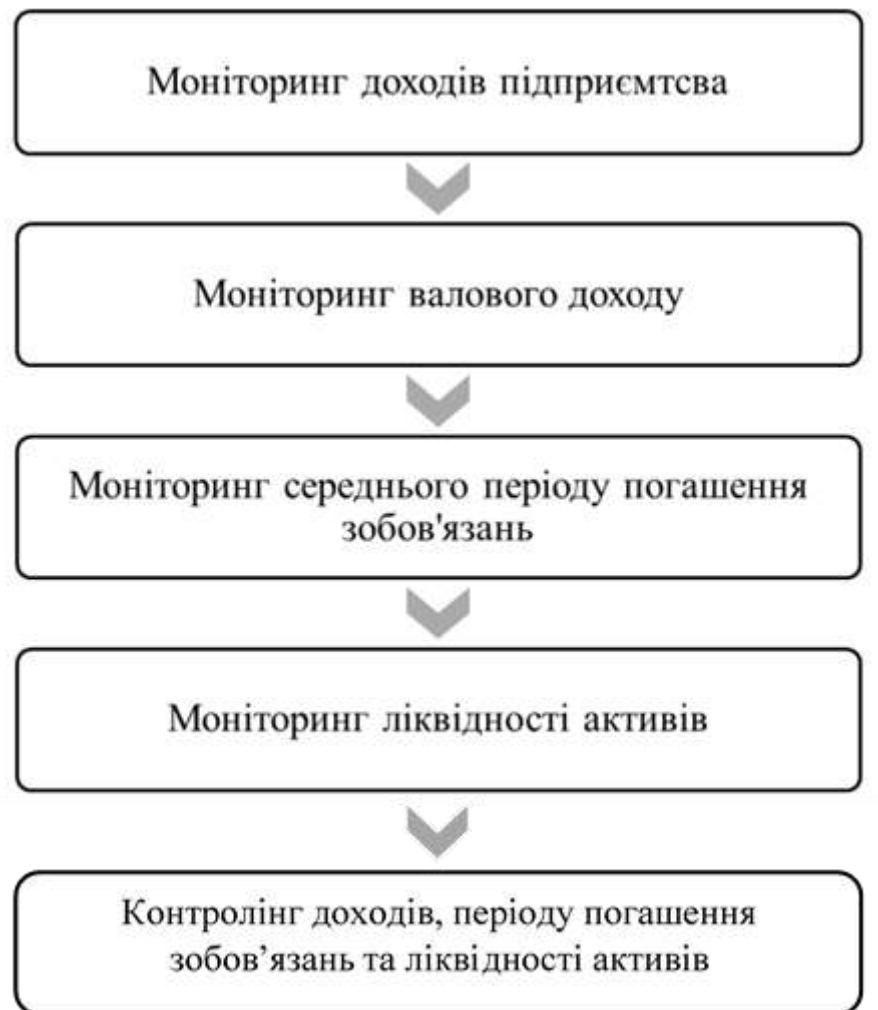 Моніторинг доходів підприємтсва
Моніторинг валового доходу
Моніторинг середнього періоду погашення
зобов'язань
Моніторинг ліквідності активів
Контролінг доходів, періоду погашення
зобов’язань та ліквідності активів